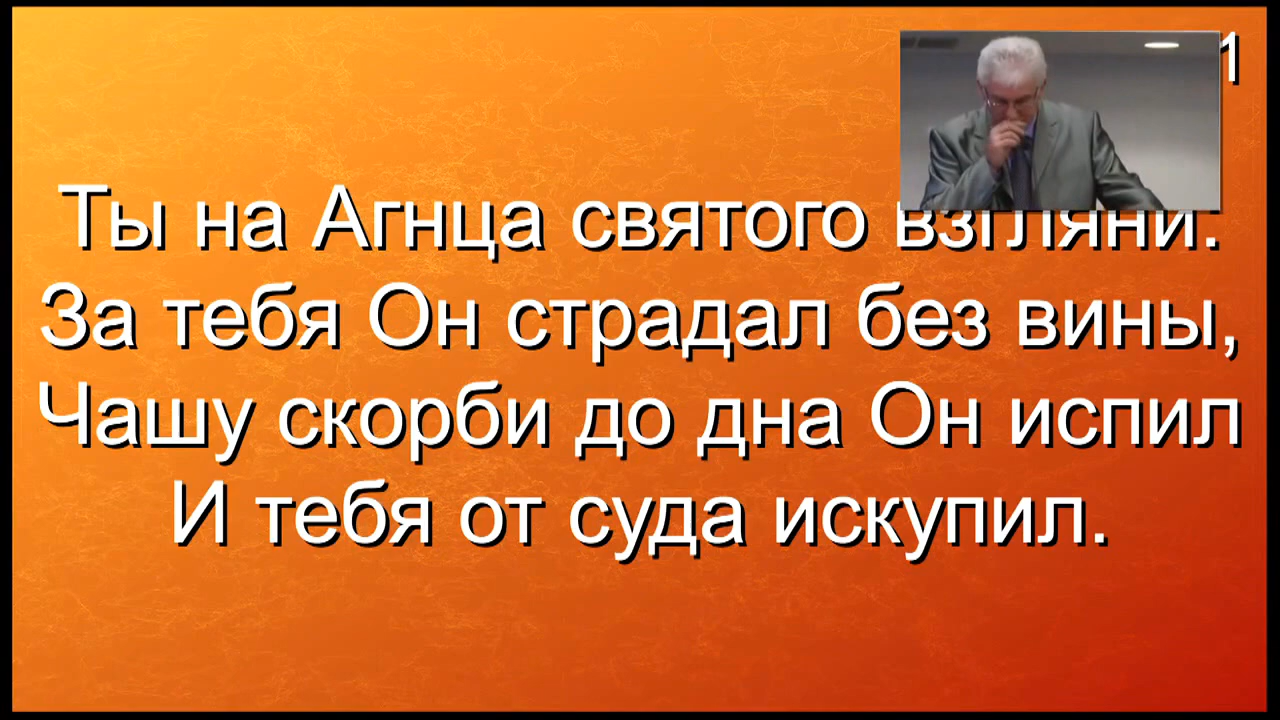 1
Ты на Агнца святого взгляни:
За тебя Он страдал без вины,
Чашу скорби до дна Он испил
И тебя от суда искупил.